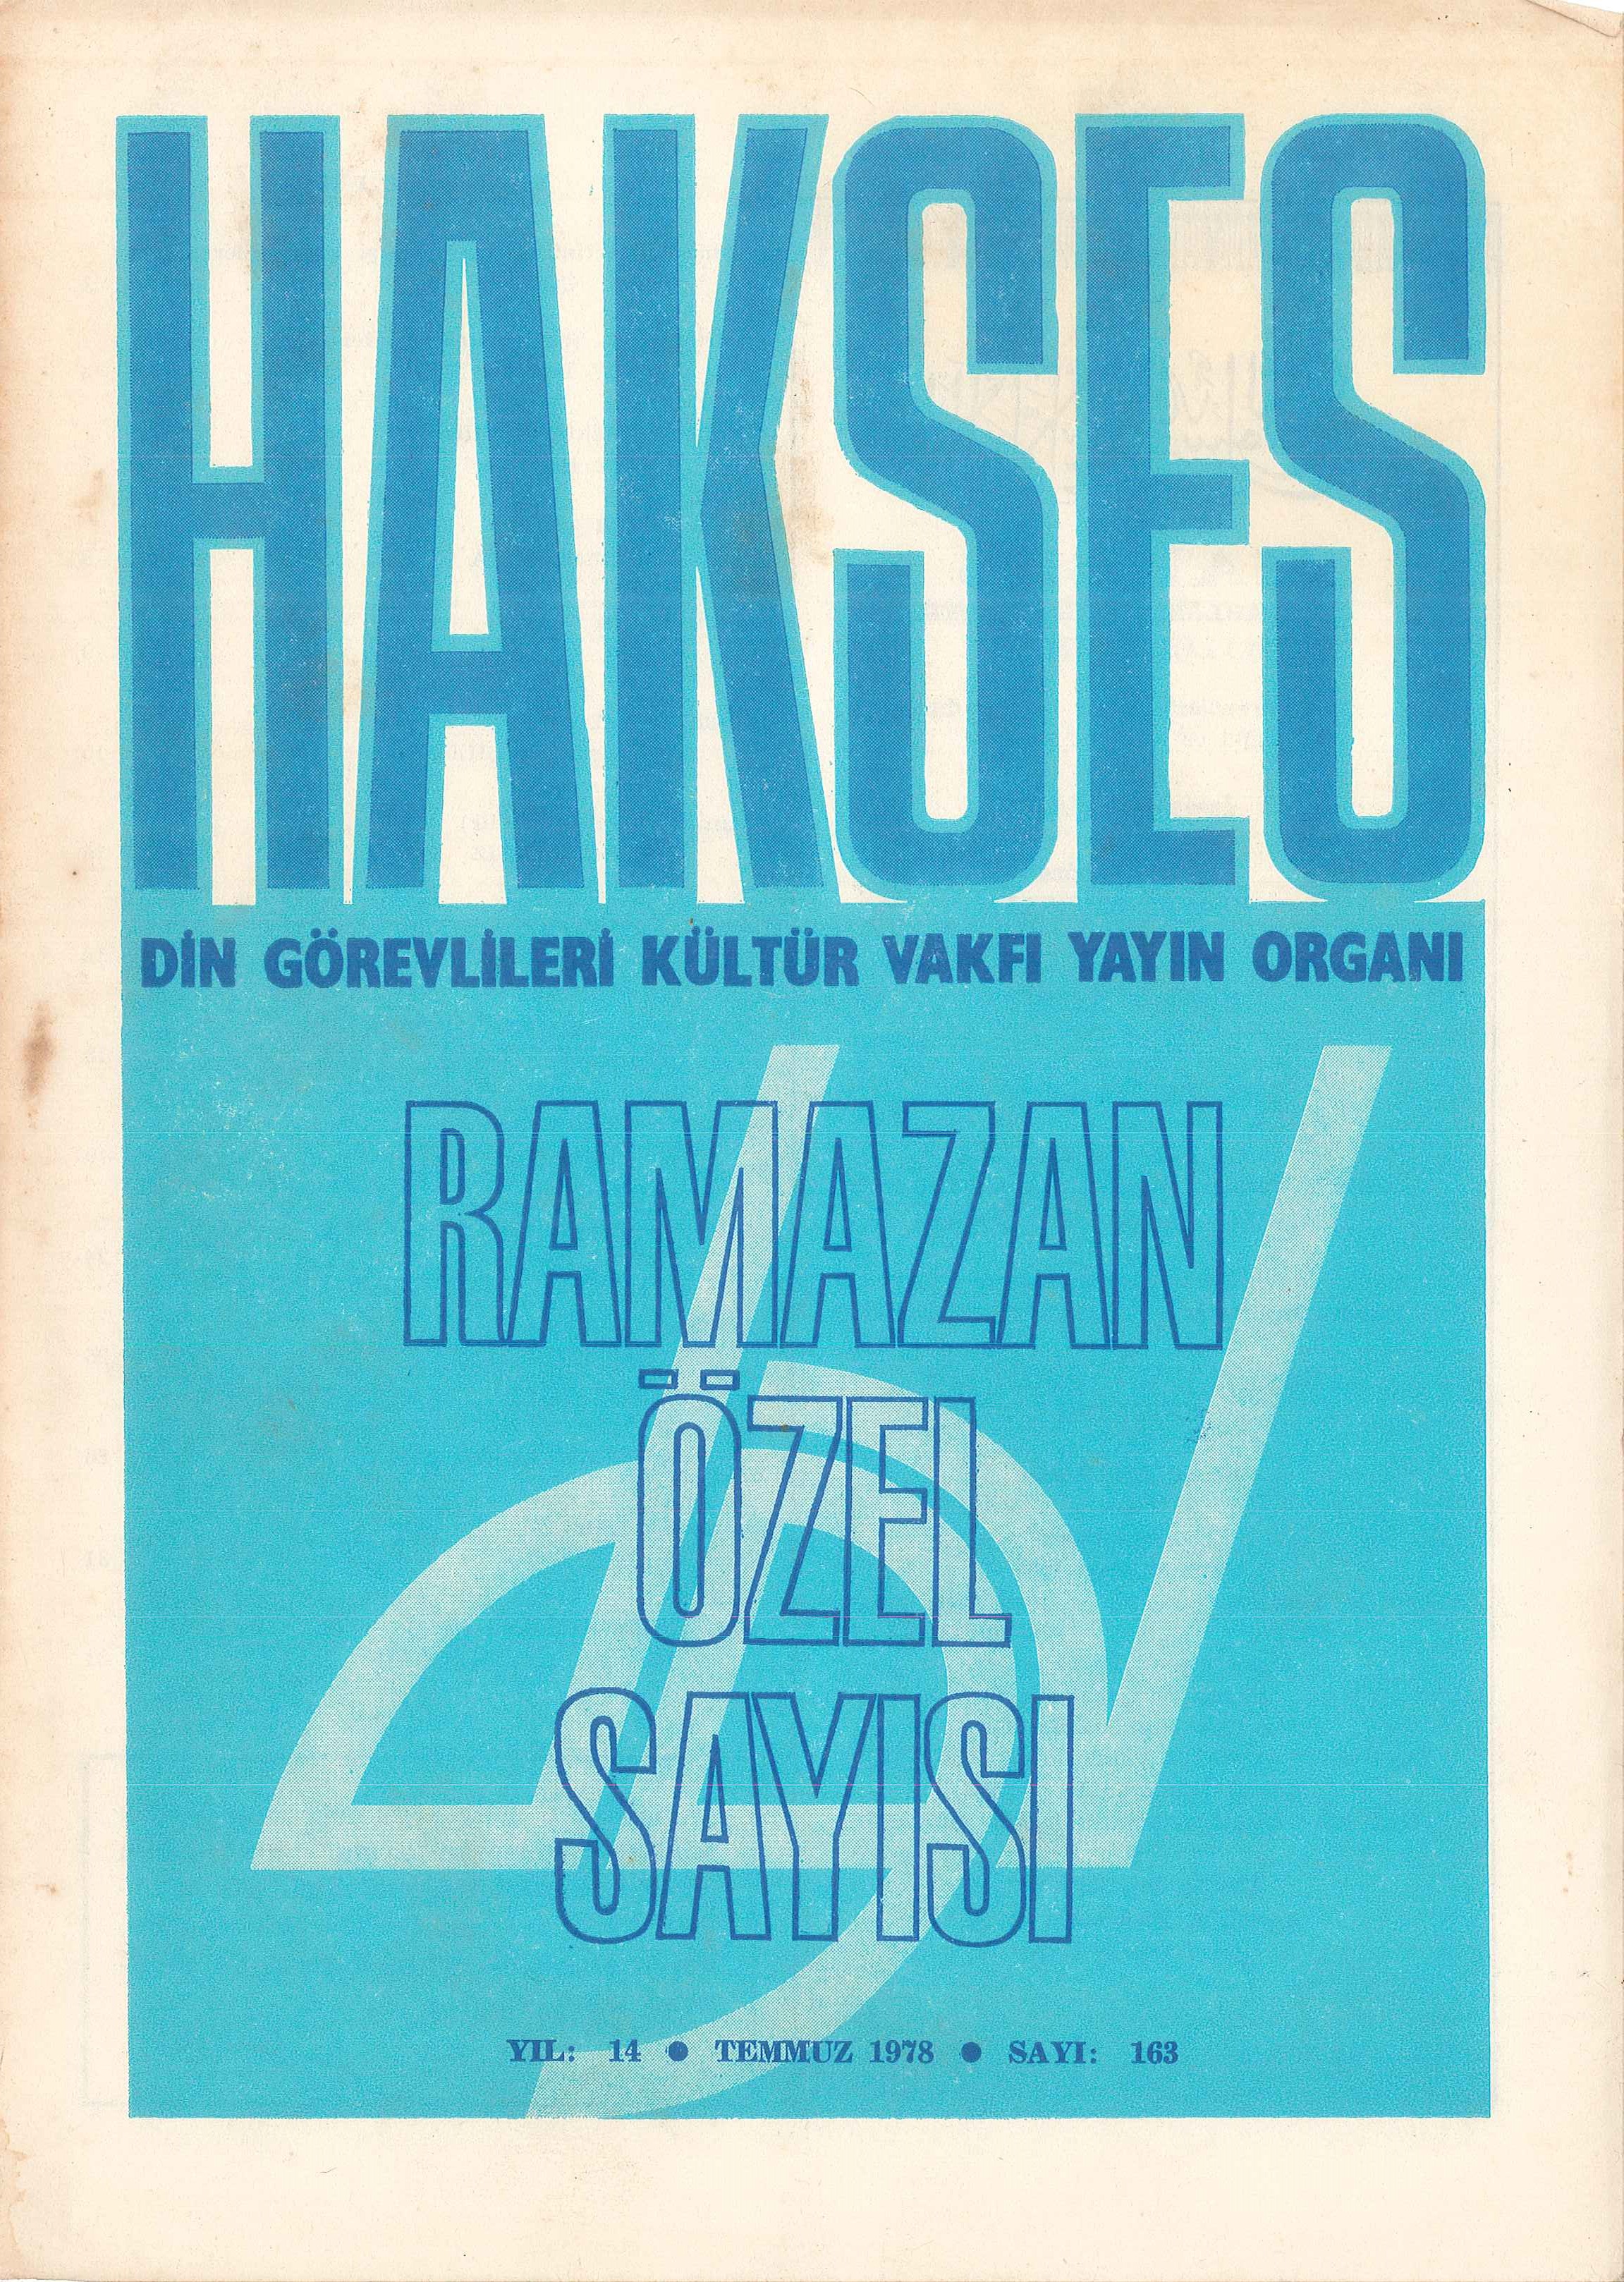 HAKSES
DİN GÖREVLİLERİ KÜLTÜR VAKFI YAYIN ORGANI
RAMAZAN
ÖZEL
SAYISI
YIL: 14 ● TEMMUZ 1978 ● SAYI: 163